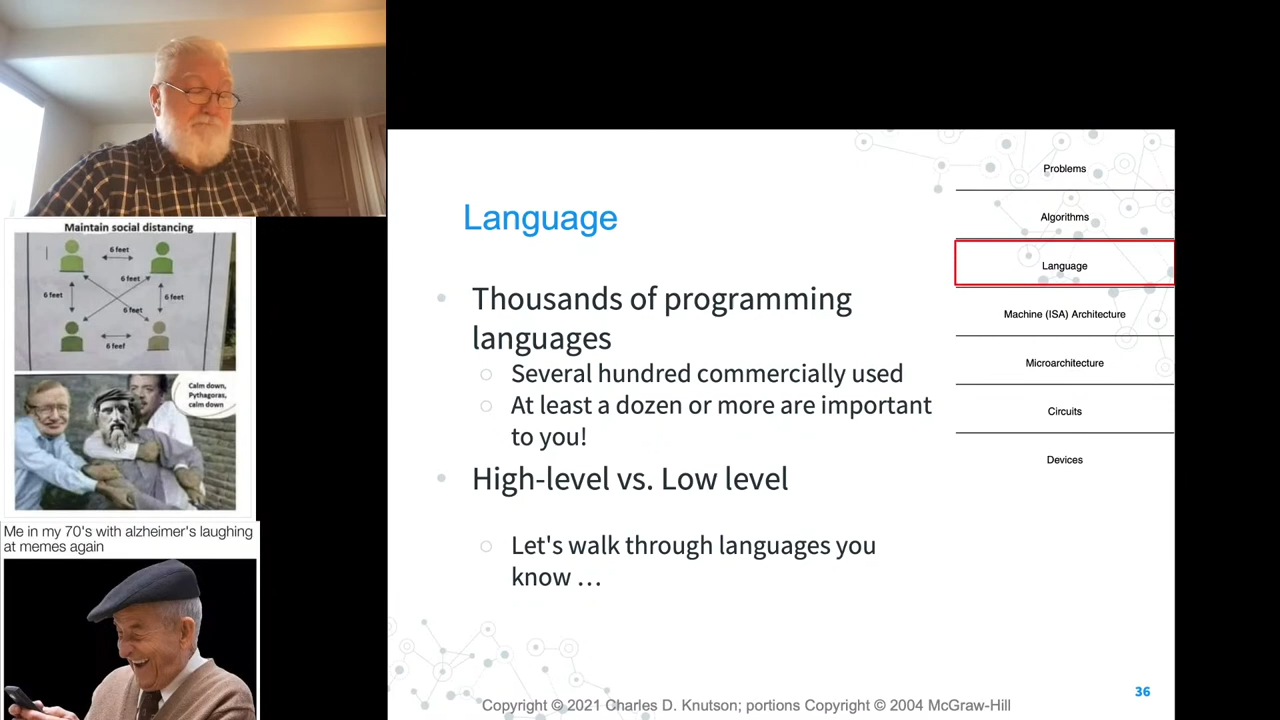 Maintain social distancing
6 feet
6 feet
6 feet
6 feet
6 feet
6 feet
Calm down,
Pythagoras,
calm down
Me in my 70's with alzheimer's laughing
at memes again
Language
Thousands of programming
languages
Several hundred commercially used
At least a dozen or more are important
to you!
High-level vs. Low level
Let's walk through languages you
know …
Problems
Algorithms
Language
Machine (ISA) Architecture
Microarchitecture
Circuits
Devices
36
Copyright © 2021 Charles D. Knutson; portions Copyright © 2004 McGraw-Hill